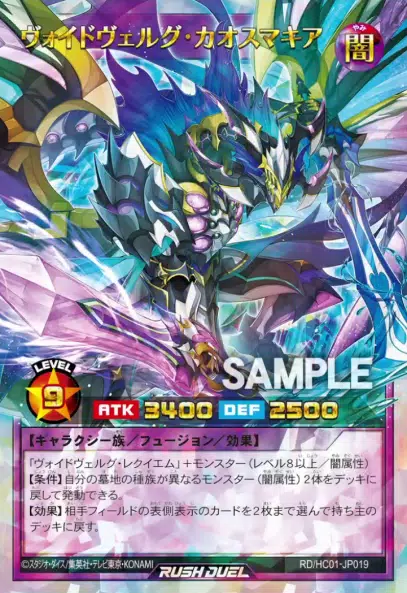 ヴォイドヴェルグ・カオスマキア
やみ
闇
SAMPLE
LEVEL
9
ATK 3400 DEF 2500
【ギャラクシー族／フュージョン／効果】
「ヴォイドヴェルグ・レクイエム」＋モンスター（レベル8以上／闇属性）
【条件】自分の墓地の種族が異なるモンスター（闇属性）2体をデッキに
戻して発動できる。
【効果】相手フィールドの表側表示のカードを2枚まで選んで持ち主の
デッキに戻す。
©スタジオ・ダイス/集英社・テレビ東京・KONAMI
RUSH DUEL
RD/HC01-JP019